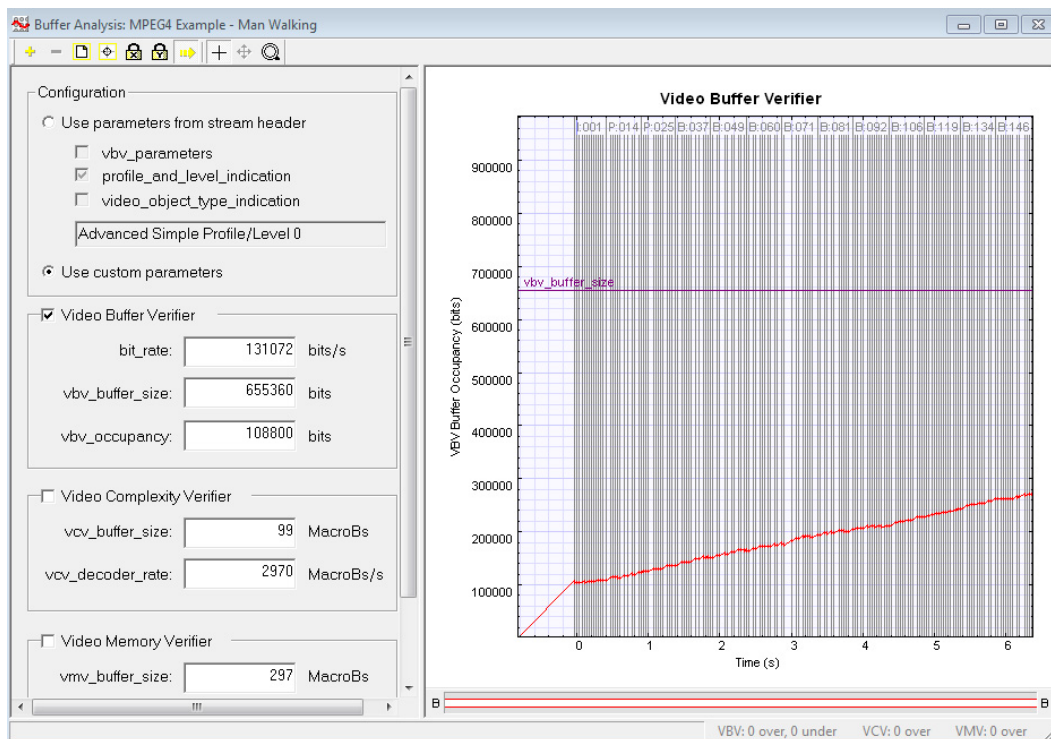 Buffer Analysis: MPEG4 Example - Man Walking
Configuration
Use parameters from stream header
vbv_parameters
profile_and_level_indication
video_object_type_indication
Advanced Simple Profile/Level 0
Use custom parameters
Video Buffer Verifier
bit_rate: 131072 bits/s
vbv_buffer_size: 655360 bits
vbv_occupancy: 108800 bits
Video Complexity Verifier
vcv_buffer_size: 99 MacroBs
vcv_decoder_rate: 2970 MacroBs/s
Video Memory Verifier
vmv_buffer_size: 297 MacroBs
Video Buffer Verifier
I:001 P:014 P:025 B:037 B:049 B:060 B:071 B:081 B:092 B:106 B:119 B:134 B:146
900000
800000
700000
vbv_buffer_size
600000
500000
400000
300000
200000
100000
VBV Buffer Occupancy (bits)
0 1 2 3 4 5 6
Time (s)
B B
VBV: 0 over, 0 under VCV: 0 over VMV: 0 over